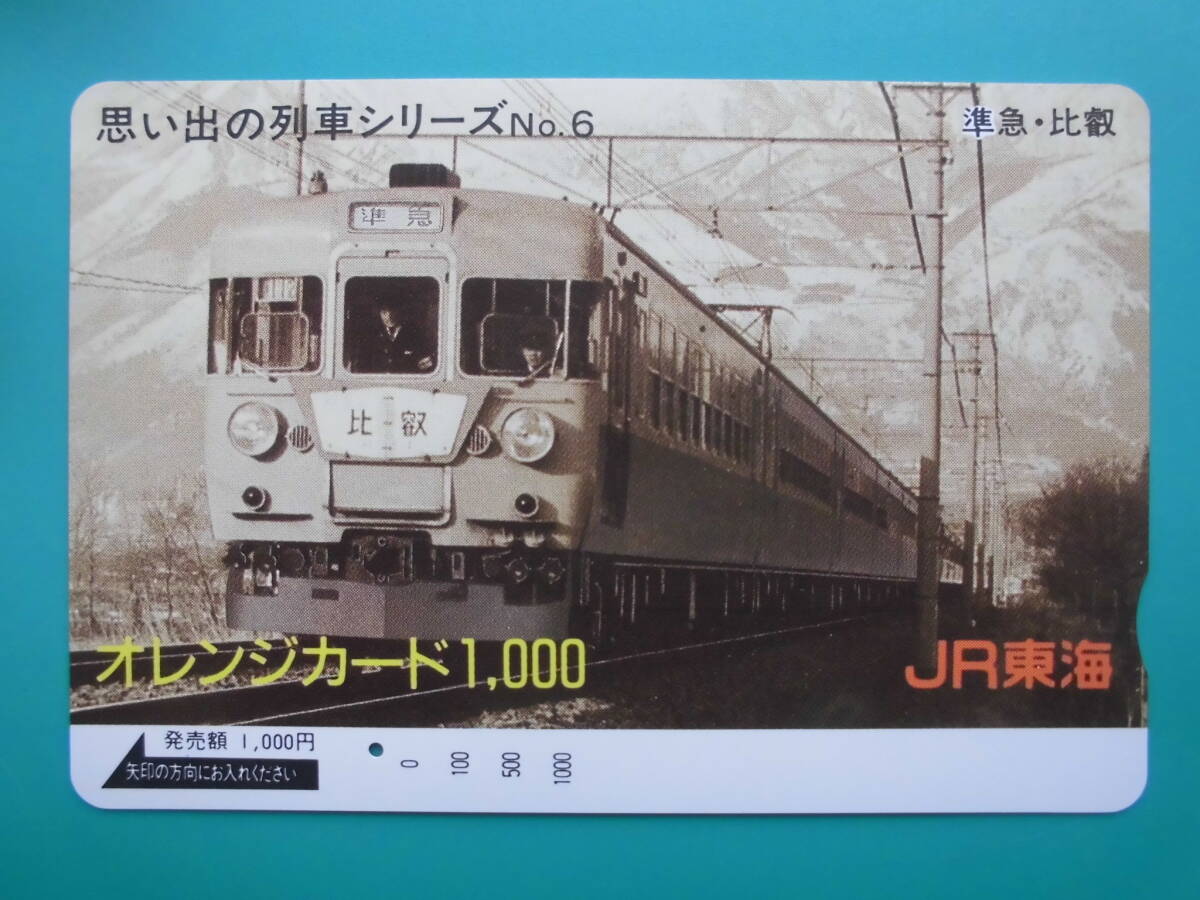 思い出の列車シリーズNo.6
準急・比叡
準急
比叡
オレンジカード1,000
JR東海
発売額 1,000円
矢印の方向にお入れください
0 100 500 1000